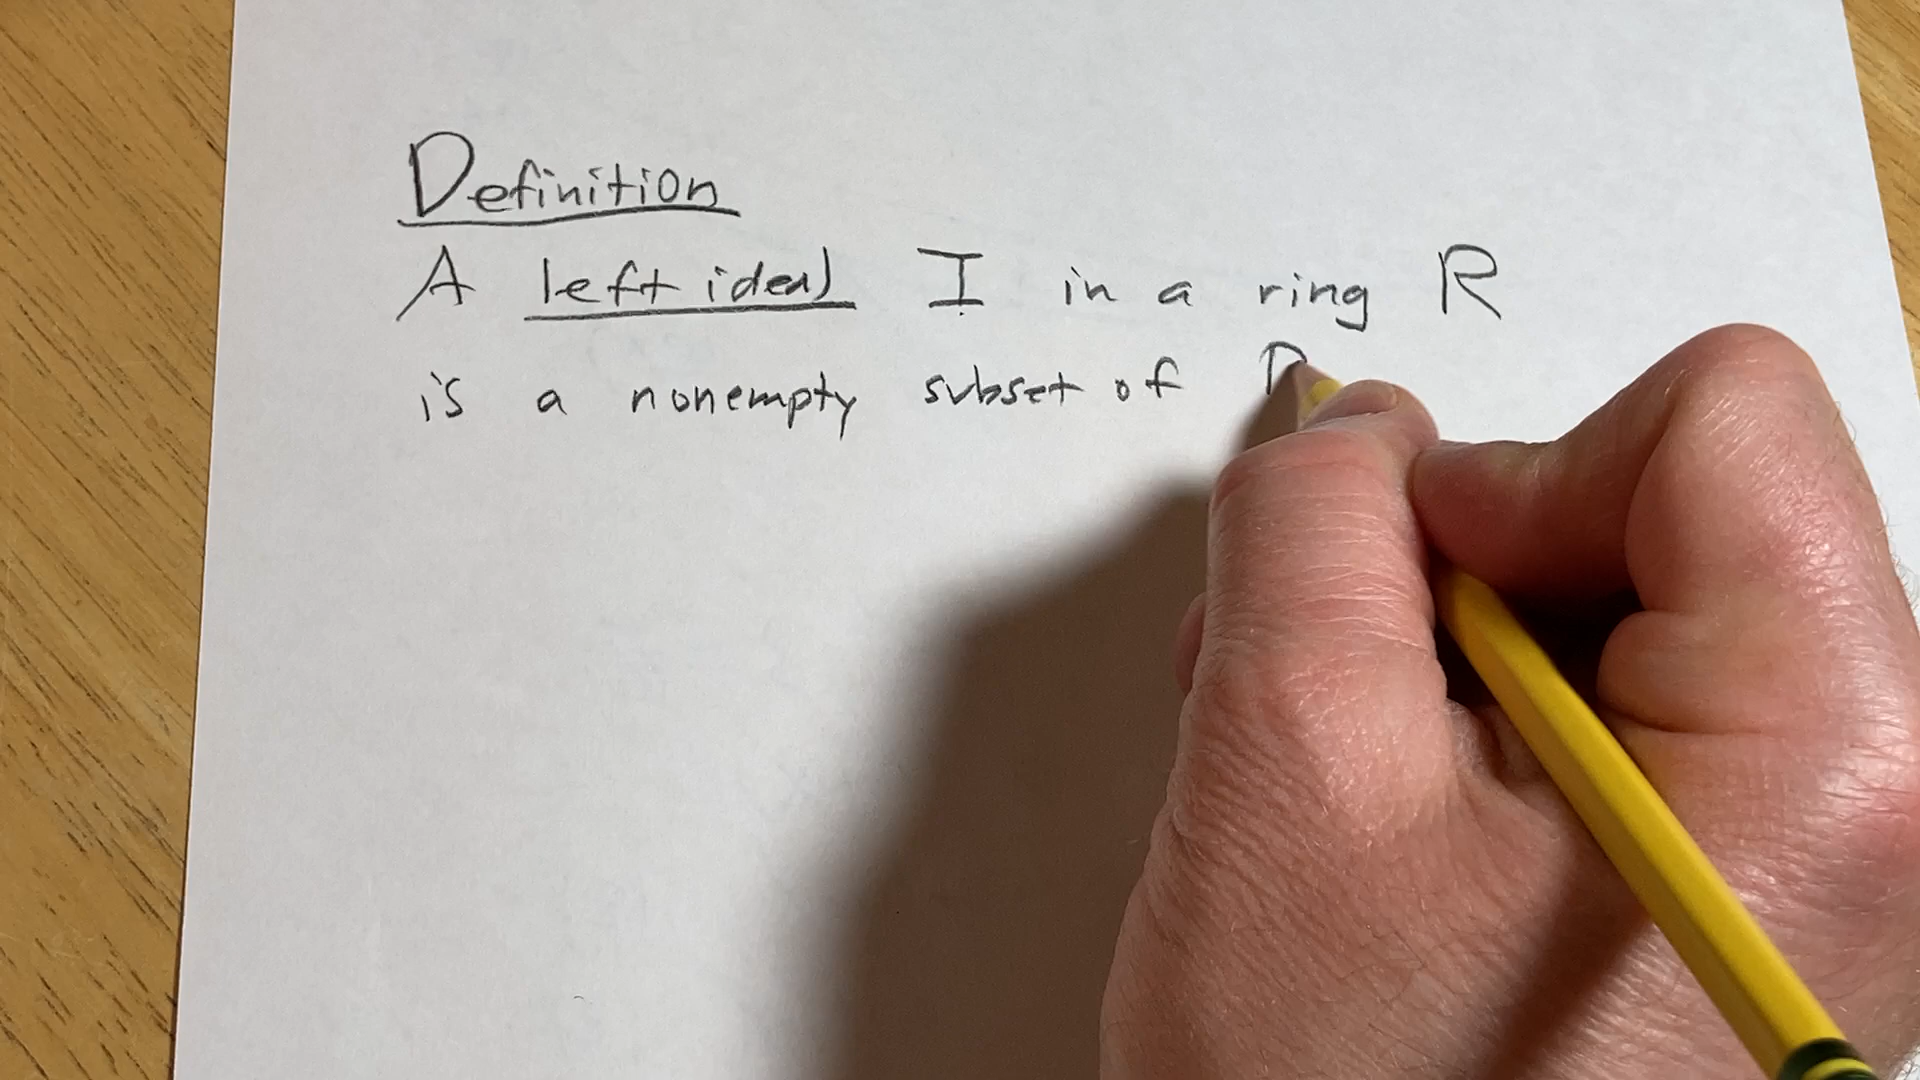 Definition
A left ideal I in a ring R
is a nonempty subset of